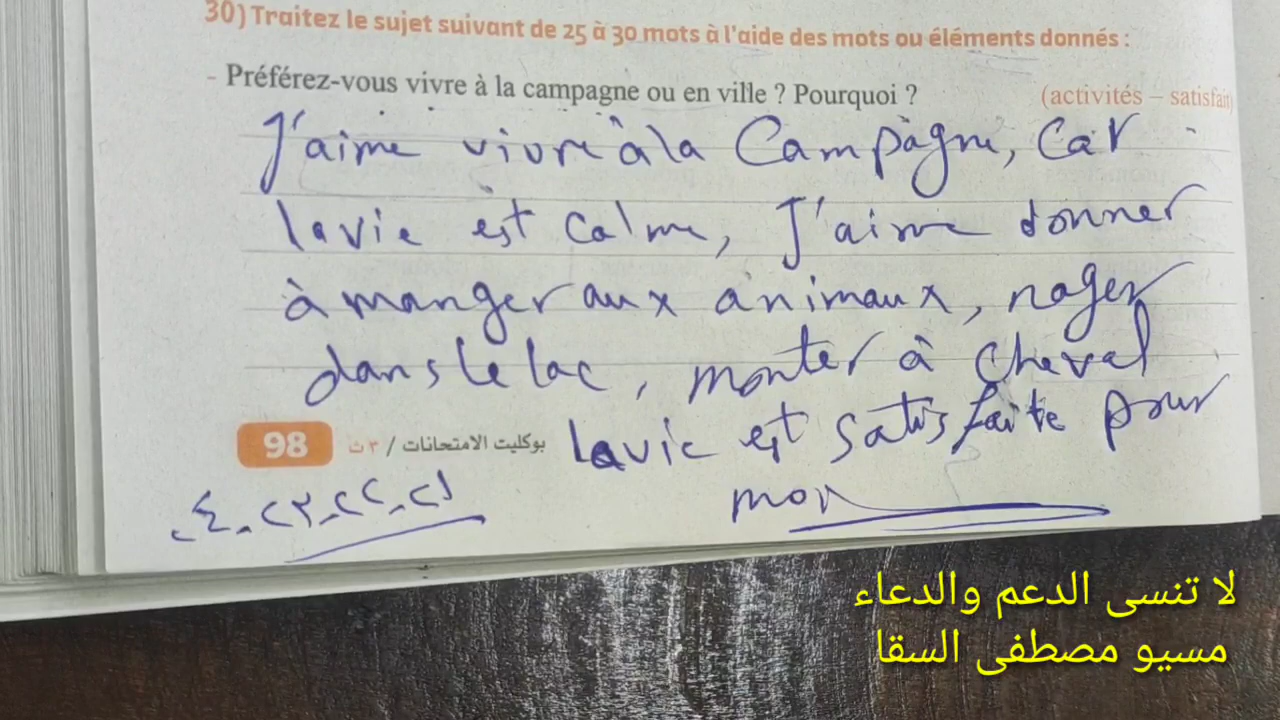 30) Traitez le sujet suivant de 25 à 30 mots à l'aide des mots ou éléments donnés :
- Préférez-vous vivre à la campagne ou en ville ? Pourquoi ? (activités – satisfait
J'aime vivre à la Campagne, Car
la vie est calme, J'aime donner
à manger aux animaux, nager
dans le lac, monter à cheval
la vie est satisfaite pour
moi
98 بوكليت الامتحانات / ٣ ث
لا تنسى الدعم والدعاء
مسيو مصطفى السقا